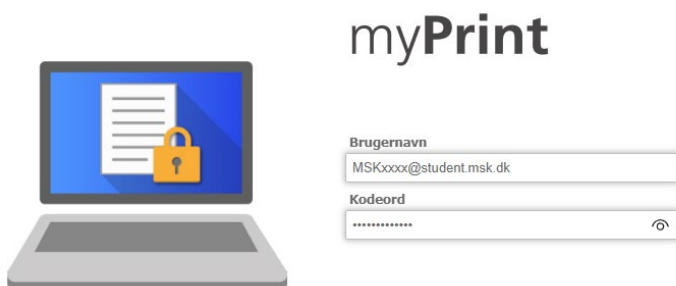 myPrint
Brugernavn
MSKxxxx@student.msk.dk
Kodeord
•••••••••••••